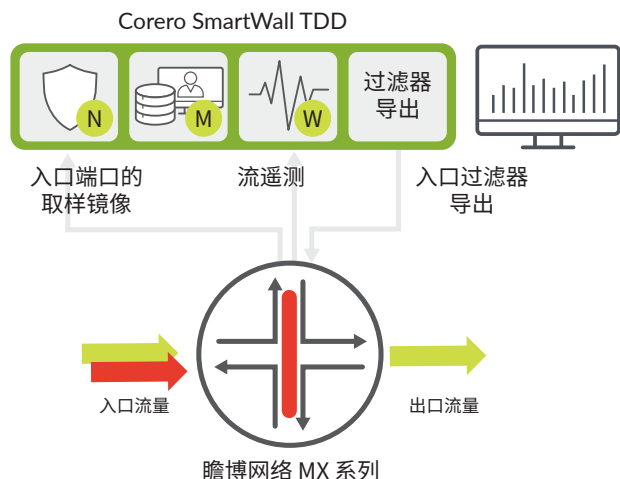 Corero SmartWall TDD
N
M
W
过滤器
导出
入口端口的
取样镜像
流遥测
入口过滤器
导出
入口流量
出口流量
瞻博网络 MX 系列